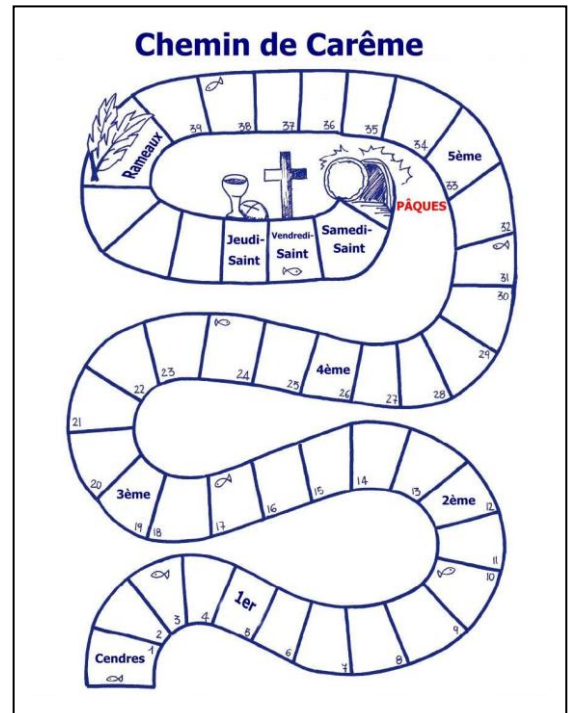 Chemin de Carême
Cendres
1
2
3
4
1er
5
6
7
8
9
10
11
2ème
12
13
14
15
16
17
18
3ème
19
20
21
22
23
24
25
4ème
26
27
28
29
30
31
32
5ème
33
34
35
36
37
38
39
Rameaux
Jeudi-
Saint
Vendredi-
Saint
Samedi-
Saint
PÂQUES